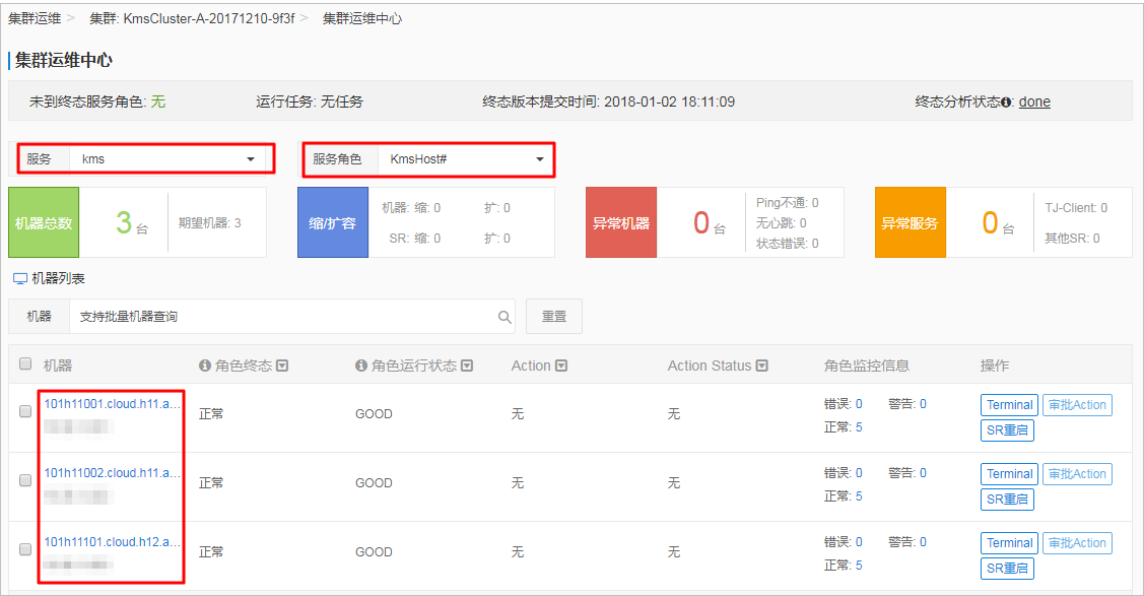 集群运维 > 集群: KmsCluster-A-20171210-9f3f > 集群运维中心
集群运维中心
未到终态服务角色: 无 运行任务: 无任务 终态版本提交时间: 2018-01-02 18:11:09 终态分析状态: done
服务 kms 服务角色 KmsHost#
机器总数 3台 期望机器: 3
缩/扩容 机器: 缩: 0 扩: 0
SR: 缩: 0 扩: 0
异常机器 0台 Ping不通: 0
无心跳: 0
状态错误: 0
异常服务 0台 TJ-Client: 0
其他SR: 0
机器列表
机器 支持批量机器查询 重置
机器 角色终态 角色运行状态 Action Action Status 角色监控信息 操作
101h11001.cloud.h11.a... 正常 GOOD 无 无 错误: 0 警告: 0 Terminal 审批Action
正常: 5 SR重启
101h11002.cloud.h11.a... 正常 GOOD 无 无 错误: 0 警告: 0 Terminal 审批Action
正常: 5 SR重启
101h11101.cloud.h12.a... 正常 GOOD 无 无 错误: 0 警告: 0 Terminal 审批Action
正常: 5 SR重启